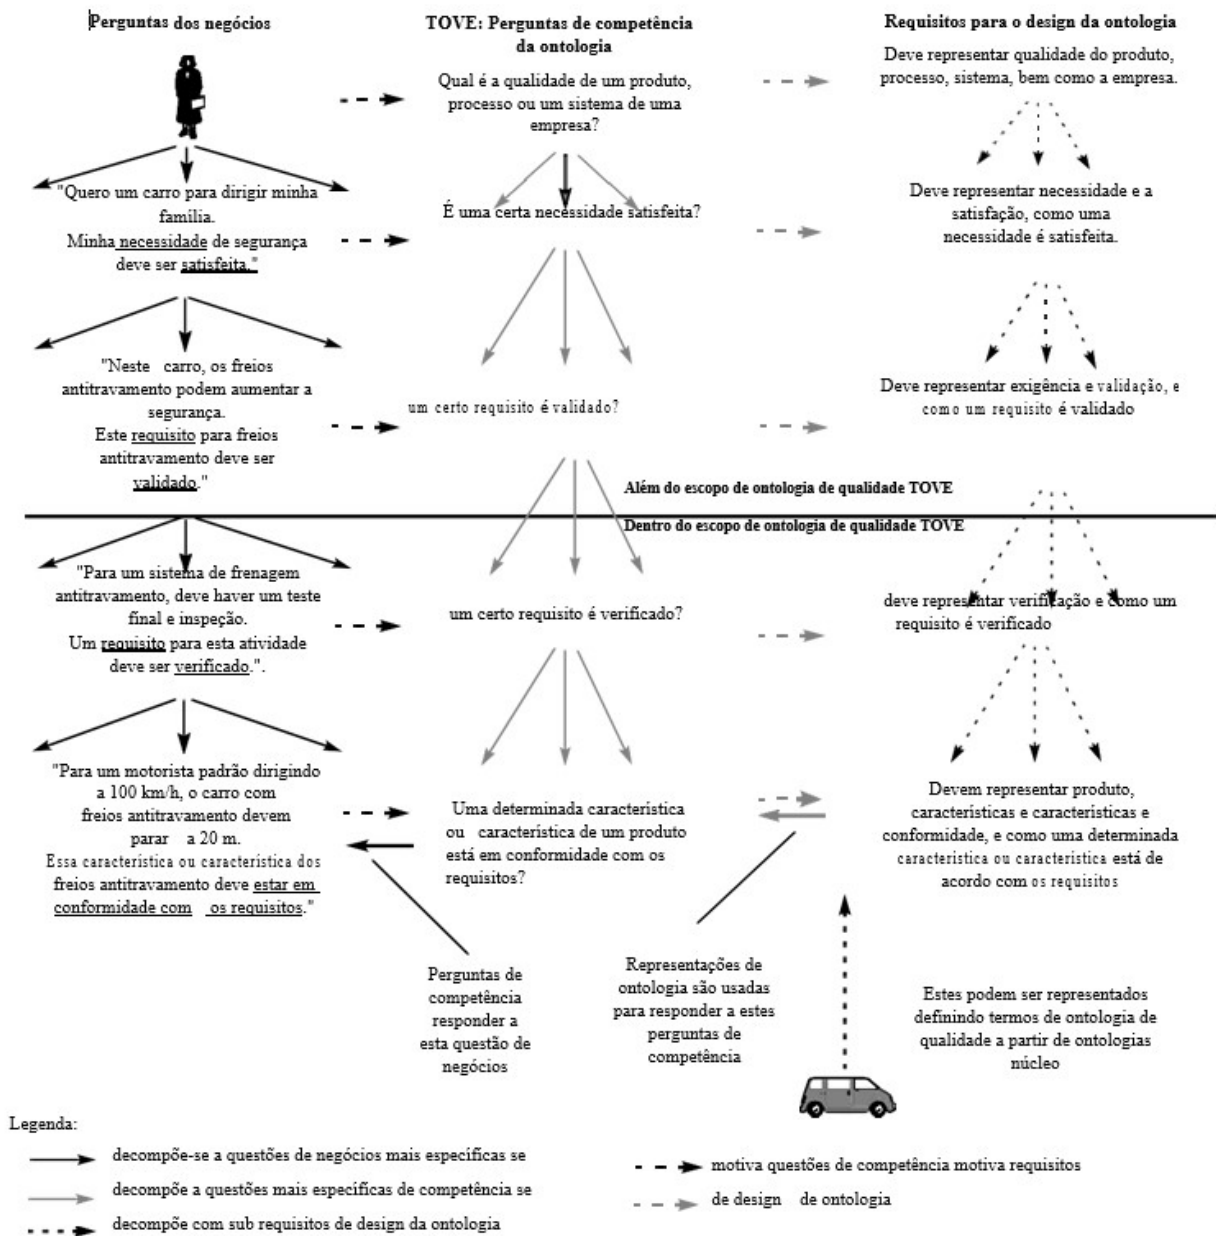 Perguntas dos negócios
TOVE: Perguntas de competência
da ontologia
Requisitos para o design da ontologia
Qual é a qualidade de um produto,
processo ou um sistema de uma
empresa?
Deve representar qualidade do produto,
processo, sistema, bem como a empresa.
"Quero um carro para dirigir minha
família.
Minha necessidade de segurança
deve ser satisfeita."
É uma certa necessidade satisfeita?
Deve representar necessidade e a
satisfação, como uma
necessidade é satisfeita.
"Neste carro, os freios
antitravamento podem aumentar a
segurança.
Este requisito para freios
antitravamento deve ser
validado."
um certo requisito é validado?
Deve representar exigência e validação, e
como um requisito é validado
Além do escopo de ontologia de qualidade TOVE
Dentro do escopo de ontologia de qualidade TOVE
"Para um sistema de frenagem
antitravamento, deve haver um teste
final e inspeção.
Um requisito para esta atividade
deve ser verificado.".
um certo requisito é verificado?
deve representar verificação e como um
requisito é verificado
"Para um motorista padrão dirigindo
a 100 km/h, o carro com
freios antitravamento devem
parar a 20 m.
Essa característica ou característica dos
freios antitravamento deve estar em
conformidade com os requisitos."
Uma determinada característica
ou característica de um produto
está em conformidade com os
requisitos?
Devem representar produto,
características e características e
conformidade, e como uma determinada
característica ou característica está de
acordo com os requisitos
Perguntas de
competência
responder a
esta questão de
negócios
Representações de
ontologia são usadas
para responder a estes
perguntas de
competência
Estes podem ser representados
definindo termos de ontologia de
qualidade a partir de ontologias
núcleo
Legenda:
decompõe-se a questões de negócios mais específicas se
decompõe a questões mais específicas de competência se
decompõe com sub requisitos de design da ontologia
motiva questões de competência motiva requisitos
de design de ontologia